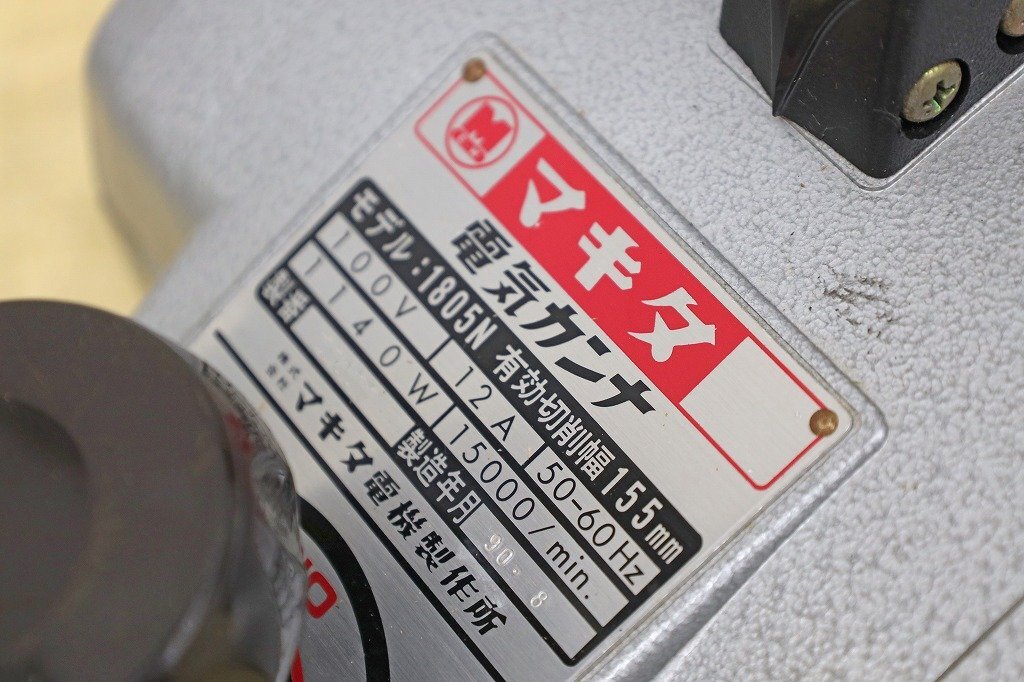 マキタ
電気カンナ
モデル:1805N 有効切削幅155mm
100V 12A 50-60Hz
1140W 15000/min.
製番 製造年月 90.8
株式会社 マキタ電機製作所